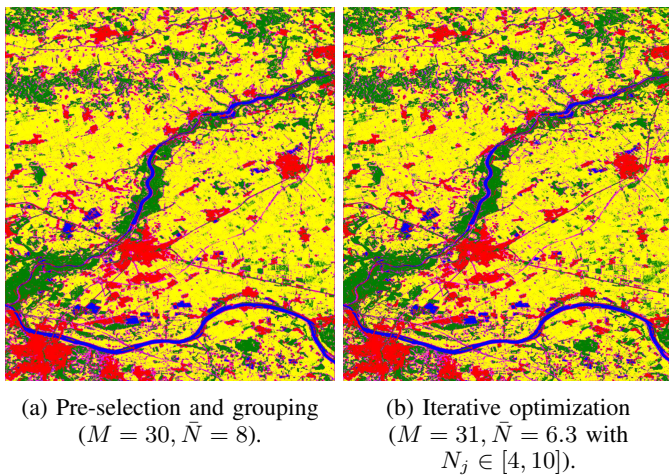 (a) Pre-selection and grouping
(M = 30, N̄ = 8).
(b) Iterative optimization
(M = 31, N̄ = 6.3 with
N_j ∈ [4, 10]).